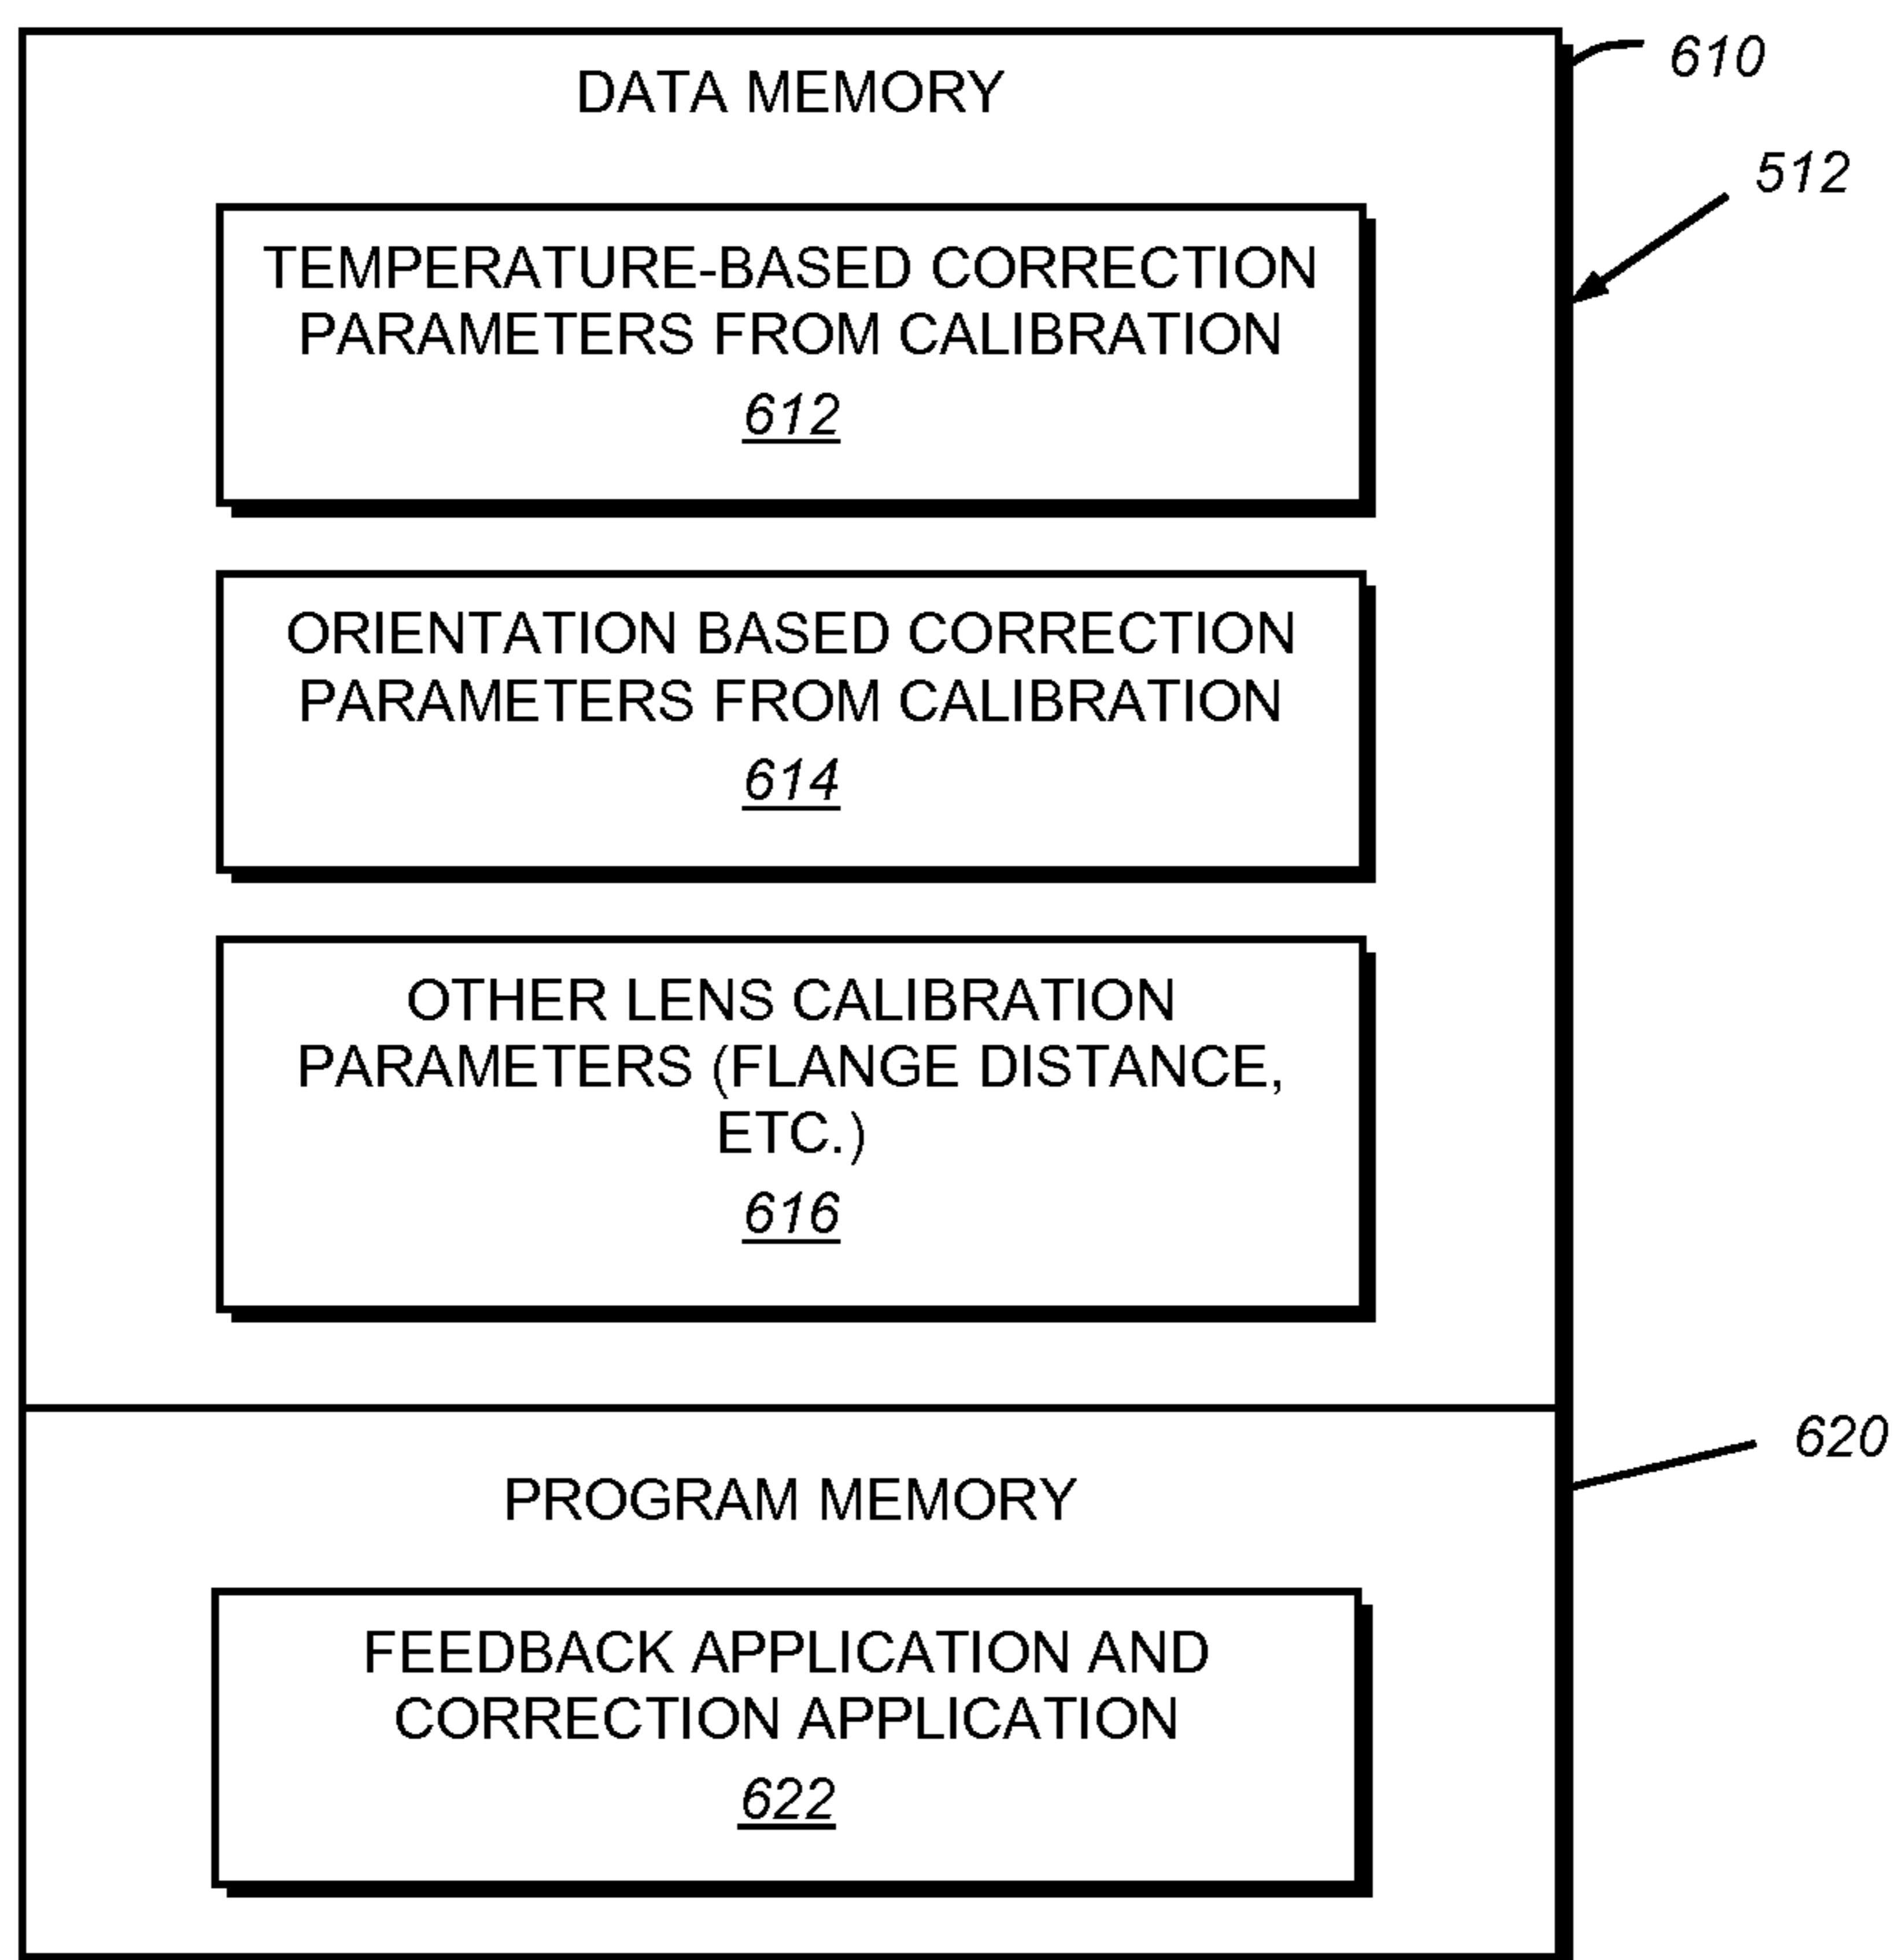 DATA MEMORY
610
512
TEMPERATURE-BASED CORRECTION
PARAMETERS FROM CALIBRATION
612
ORIENTATION BASED CORRECTION
PARAMETERS FROM CALIBRATION
614
OTHER LENS CALIBRATION
PARAMETERS (FLANGE DISTANCE,
ETC.)
616
620
PROGRAM MEMORY
FEEDBACK APPLICATION AND
CORRECTION APPLICATION
622